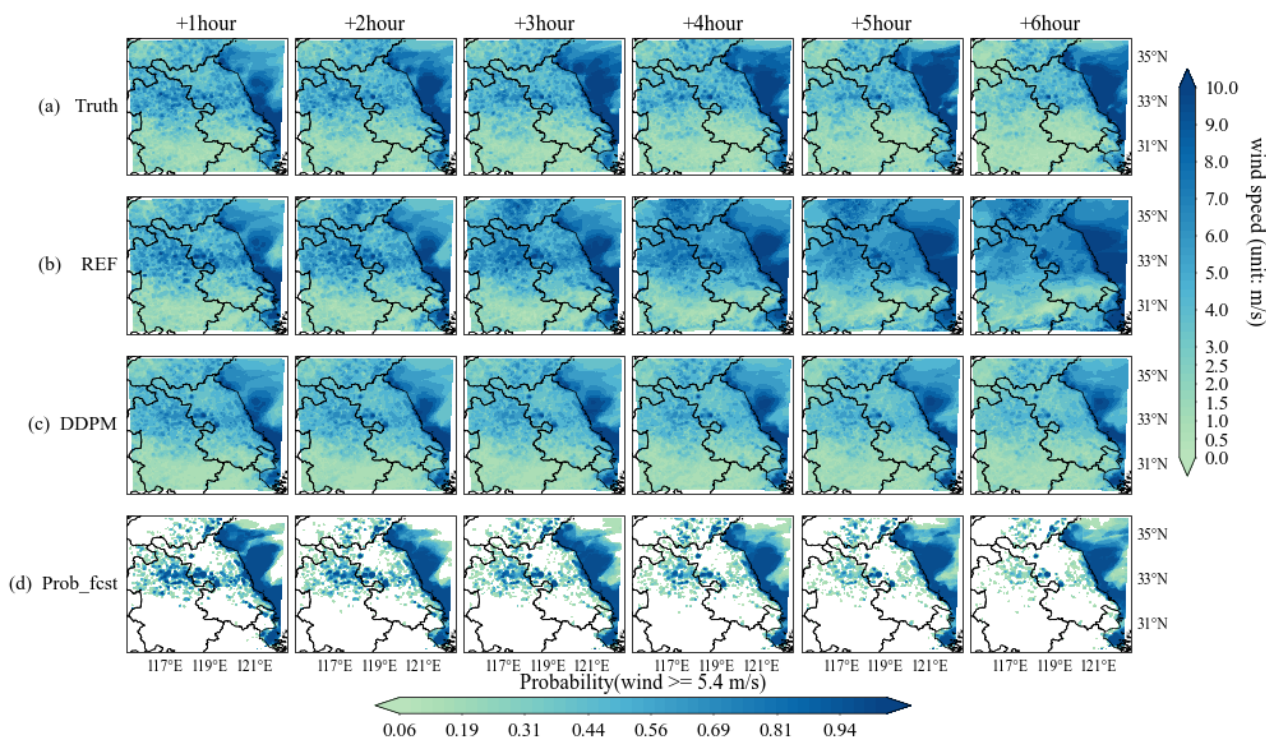 +1hour +2hour +3hour +4hour +5hour +6hour
(a) Truth
35°N
33°N
31°N
(b) REF
35°N
33°N
31°N
(c) DDPM
35°N
33°N
31°N
(d) Prob_fcst
35°N
33°N
31°N
117°E 119°E 121°E 117°E 119°E 121°E 117°E 119°E 121°E 117°E 119°E 121°E 117°E 119°E 121°E 117°E 119°E 121°E
Probability(wind >= 5.4 m/s)
0.06 0.19 0.31 0.44 0.56 0.69 0.81 0.94
10.0
9.0
8.0
7.0
6.0
5.0
4.0
3.0
2.0
1.5
0.5
0.0
wind speed (unit: m/s)